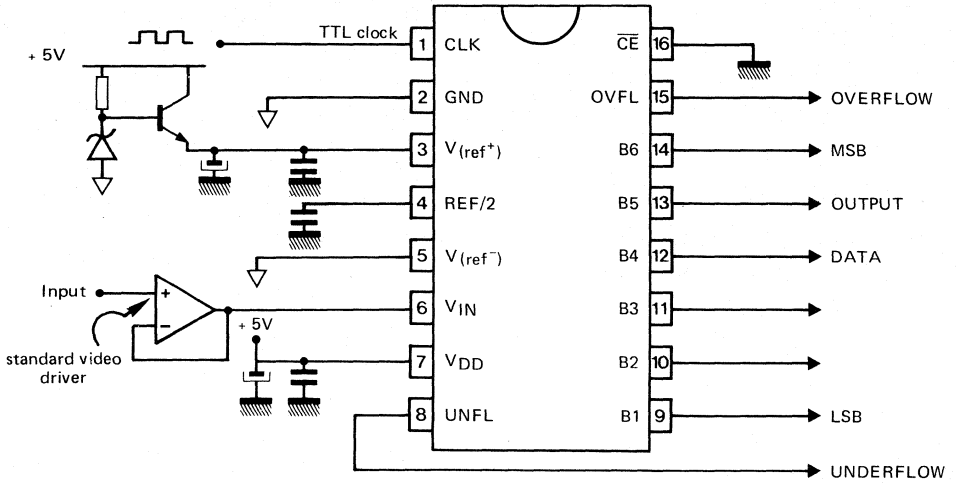 TTL clock
+ 5V
1 CLK
2 GND
3 V(ref+)
4 REF/2
5 V(ref−)
6 VIN
7 VDD
8 UNFL
CE 16
OVFL 15 OVERFLOW
B6 14 MSB
B5 13 OUTPUT
B4 12 DATA
B3 11
B2 10
B1 9 LSB
UNDERFLOW
Input
+
−
+ 5V
standard video
driver